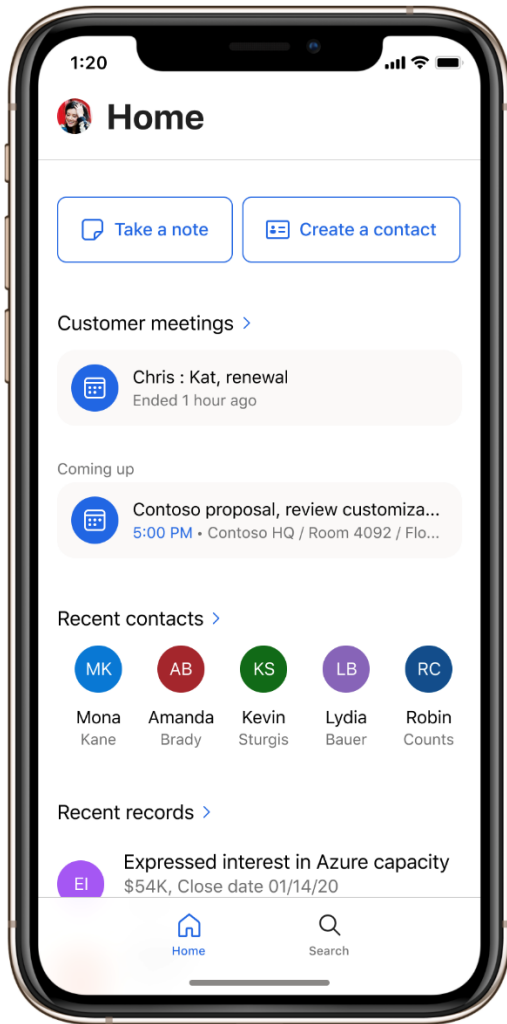 1:20
Home
Take a note
Create a contact
Customer meetings
Chris : Kat, renewal
Ended 1 hour ago
Coming up
Contoso proposal, review customiza...
5:00 PM • Contoso HQ / Room 4092 / Flo...
Recent contacts
MK AB KS LB RC
Mona Amanda Kevin Lydia Robin
Kane Brady Sturgis Bauer Counts
Recent records
Expressed interest in Azure capacity
EI
$54K, Close date 01/14/20
Home Search